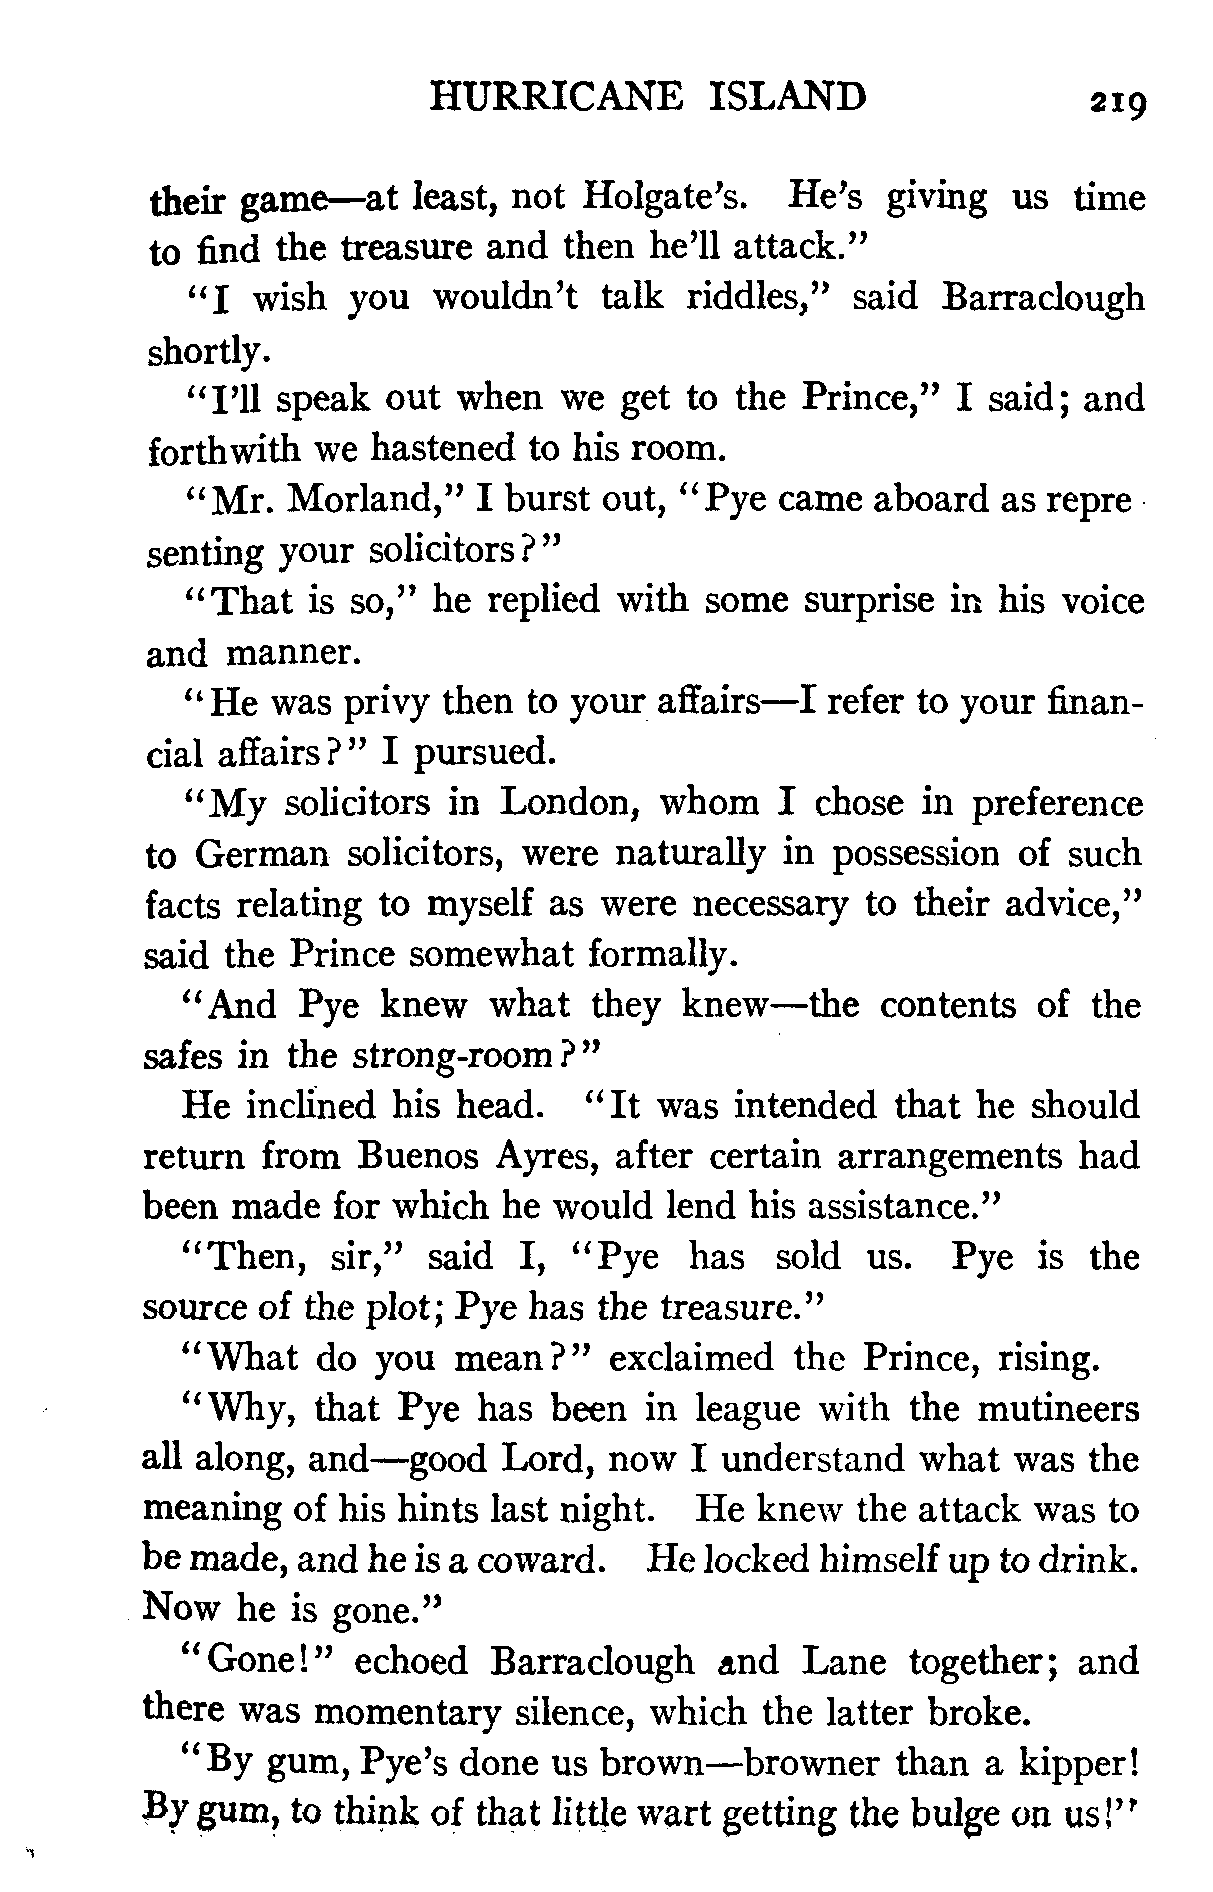 HURRICANE ISLAND 219
their game—at least, not Holgate's. He's giving us time
to find the treasure and then he'll attack."
"I wish you wouldn't talk riddles," said Barraclough
shortly.
"I'll speak out when we get to the Prince," I said; and
forthwith we hastened to his room.
"Mr. Morland," I burst out, "Pye came aboard as repre
senting your solicitors?"
"That is so," he replied with some surprise in his voice
and manner.
"He was privy then to your affairs—I refer to your finan-
cial affairs?" I pursued.
"My solicitors in London, whom I chose in preference
to German solicitors, were naturally in possession of such
facts relating to myself as were necessary to their advice,"
said the Prince somewhat formally.
"And Pye knew what they knew—the contents of the
safes in the strong-room?"
He inclined his head. "It was intended that he should
return from Buenos Ayres, after certain arrangements had
been made for which he would lend his assistance."
"Then, sir," said I, "Pye has sold us. Pye is the
source of the plot; Pye has the treasure."
"What do you mean?" exclaimed the Prince, rising.
"Why, that Pye has been in league with the mutineers
all along, and—good Lord, now I understand what was the
meaning of his hints last night. He knew the attack was to
be made, and he is a coward. He locked himself up to drink.
Now he is gone."
"Gone!" echoed Barraclough and Lane together; and
there was momentary silence, which the latter broke.
"By gum, Pye's done us brown—browner than a kipper!
By gum, to think of that little wart getting the bulge on us!"